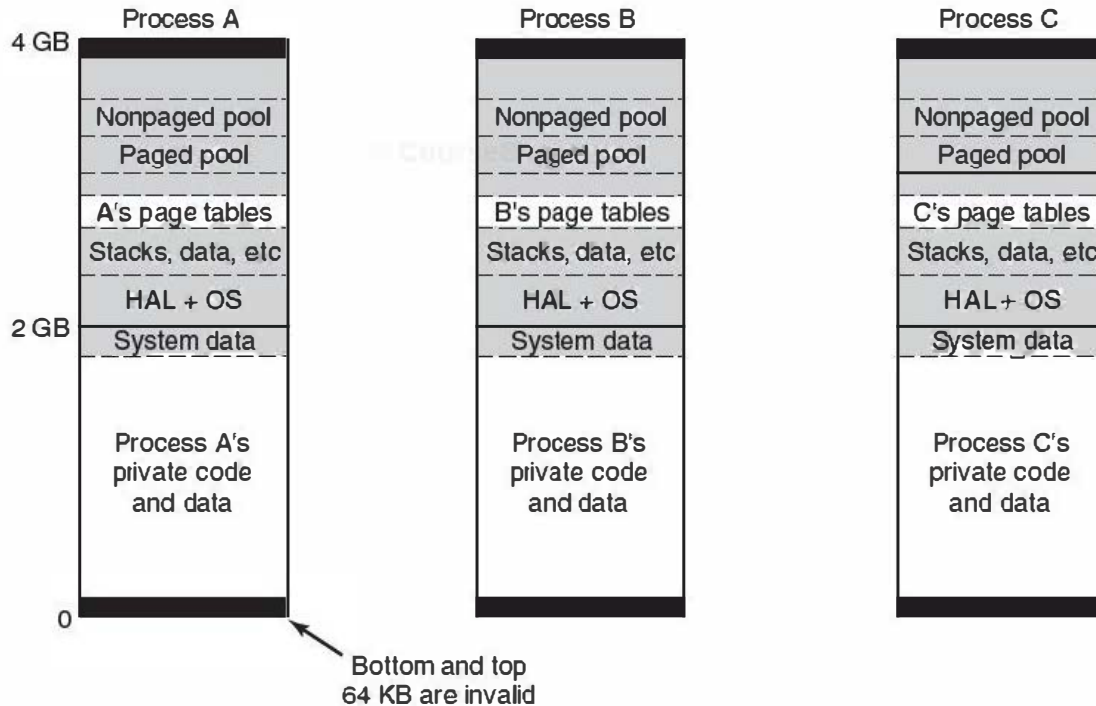 Process A
4 GB
Nonpaged pool
Paged pool
A's page tables
Stacks, data, etc
HAL + OS
2 GB
System data
Process A's
private code
and data
0
Bottom and top
64 KB are invalid
Process B
Nonpaged pool
Paged pool
B's page tables
Stacks, data, etc
HAL + OS
System data
Process B's
private code
and data
Process C
Nonpaged pool
Paged pool
C's page tables
Stacks, data, etc
HAL + OS
System data
Process C's
private code
and data